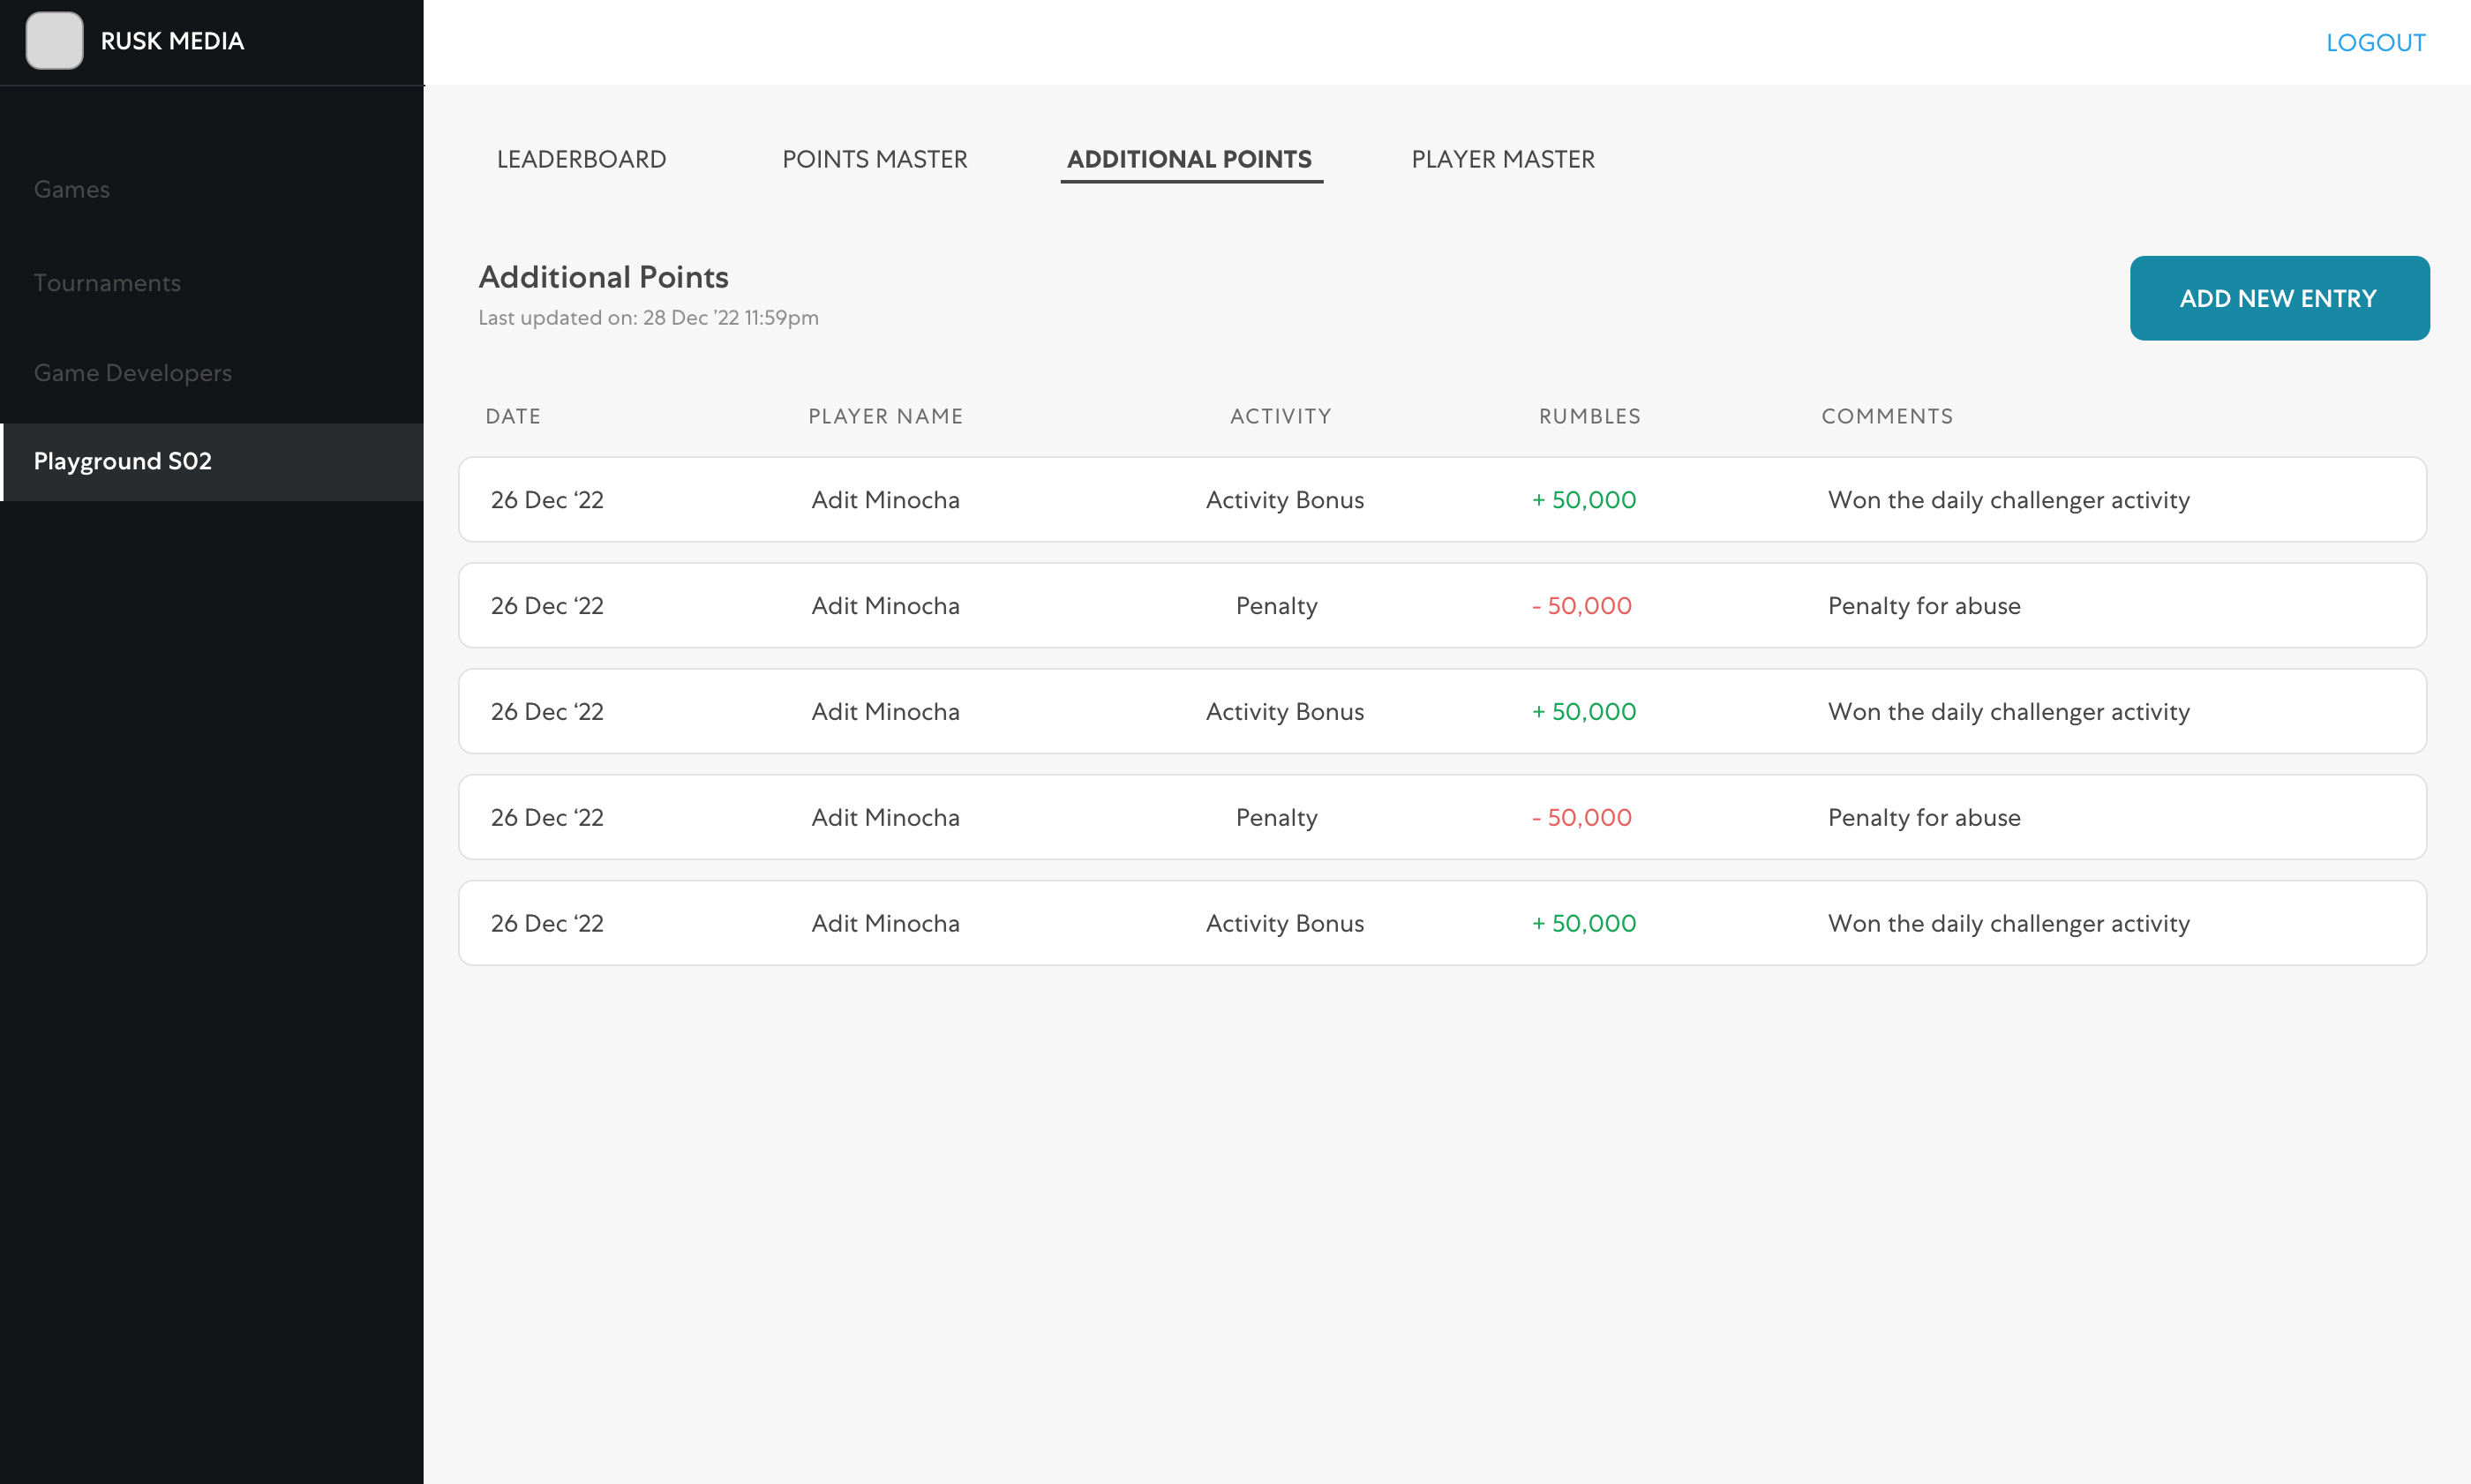 RUSK MEDIA
LOGOUT
Games
Tournaments
Game Developers
Playground S02
LEADERBOARD POINTS MASTER ADDITIONAL POINTS PLAYER MASTER
Additional Points
Last updated on: 28 Dec ’22 11:59pm
ADD NEW ENTRY
DATE PLAYER NAME ACTIVITY RUMBLES COMMENTS
26 Dec ‘22 Adit Minocha Activity Bonus + 50,000 Won the daily challenger activity
26 Dec ‘22 Adit Minocha Penalty - 50,000 Penalty for abuse
26 Dec ‘22 Adit Minocha Activity Bonus + 50,000 Won the daily challenger activity
26 Dec ‘22 Adit Minocha Penalty - 50,000 Penalty for abuse
26 Dec ‘22 Adit Minocha Activity Bonus + 50,000 Won the daily challenger activity